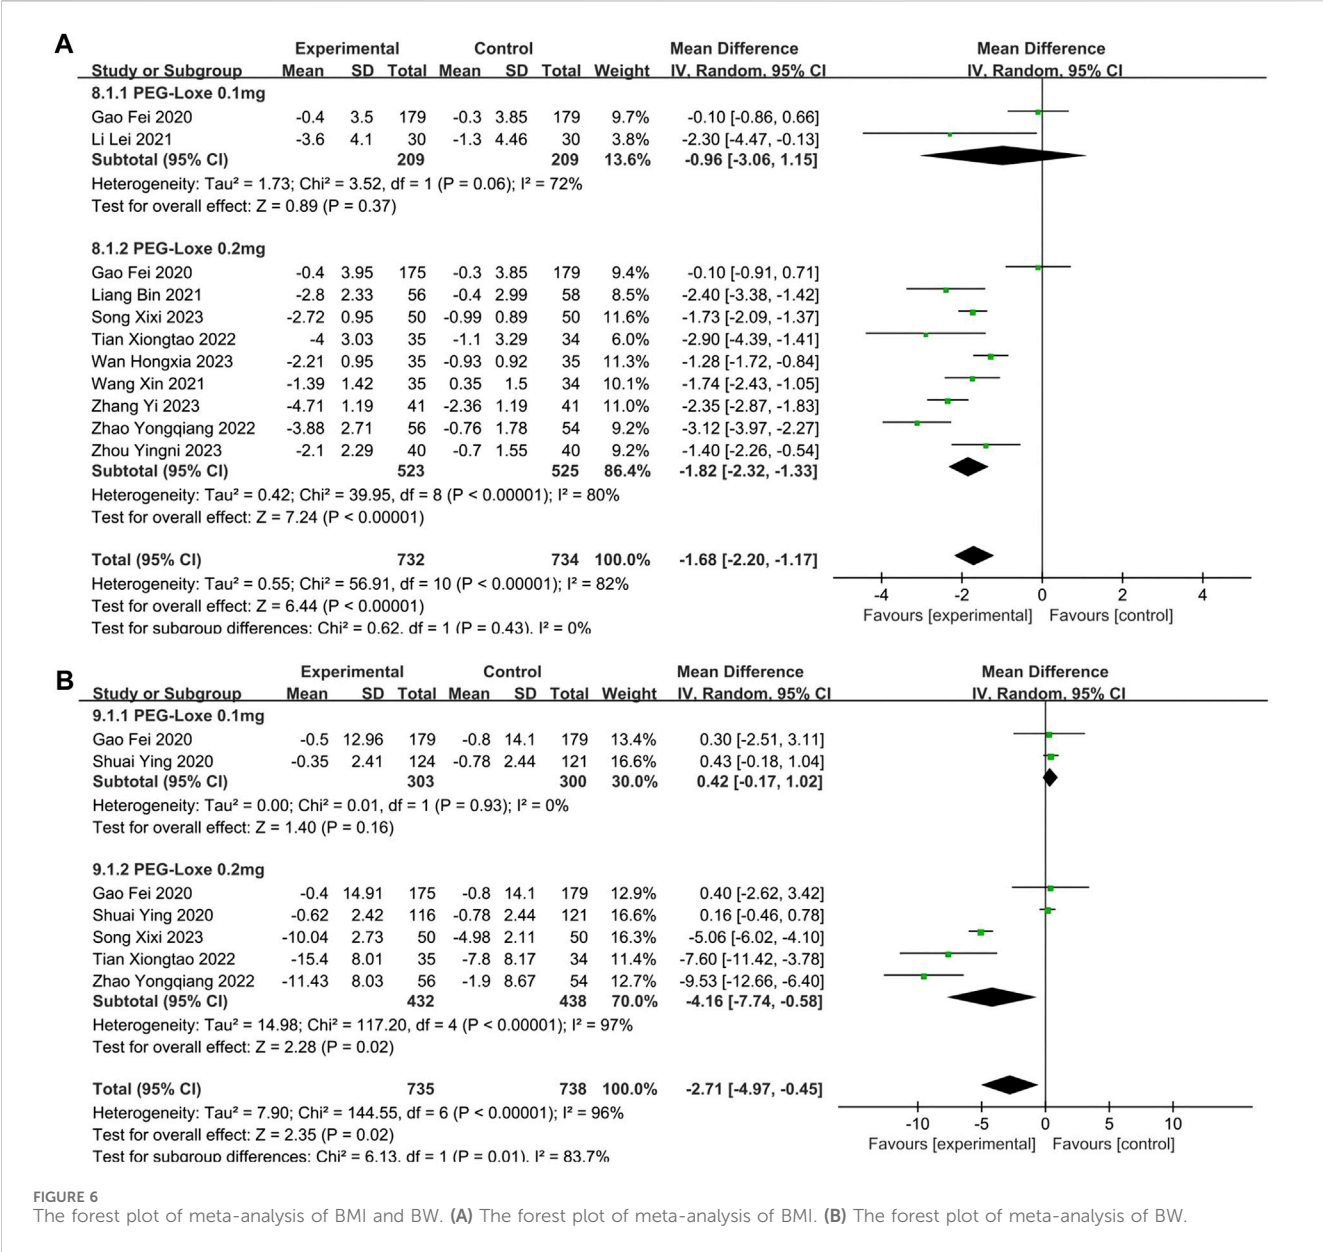 A
Experimental Control Mean Difference Mean Difference
Study or Subgroup Mean SD Total Mean SD Total Weight IV, Random, 95% CI IV, Random, 95% CI
8.1.1 PEG-Loxe 0.1mg
Gao Fei 2020 -0.4 3.5 179 -0.3 3.85 179 9.7% -0.10 [-0.86, 0.66]
Li Lei 2021 -3.6 4.1 30 -1.3 4.46 30 3.8% -2.30 [-4.47, -0.13]
Subtotal (95% CI) 209 209 13.6% -0.96 [-3.06, 1.15]
Heterogeneity: Tau² = 1.73; Chi² = 3.52, df = 1 (P = 0.06); I² = 72%
Test for overall effect: Z = 0.89 (P = 0.37)
8.1.2 PEG-Loxe 0.2mg
Gao Fei 2020 -0.4 3.95 175 -0.3 3.85 179 9.4% -0.10 [-0.91, 0.71]
Liang Bin 2021 -2.8 2.33 56 -0.4 2.99 58 8.5% -2.40 [-3.38, -1.42]
Song Xixi 2023 -2.72 0.95 50 -0.99 0.89 50 11.6% -1.73 [-2.09, -1.37]
Tian Xiongtao 2022 -4 3.03 35 -1.1 3.29 34 6.0% -2.90 [-4.39, -1.41]
Wan Hongxia 2023 -2.21 0.95 35 -0.93 0.92 35 11.3% -1.28 [-1.72, -0.84]
Wang Xin 2021 -1.39 1.42 35 0.35 1.5 34 10.1% -1.74 [-2.43, -1.05]
Zhang Yi 2023 -4.71 1.19 41 -2.36 1.19 41 11.0% -2.35 [-2.87, -1.83]
Zhao Yongqiang 2022 -3.88 2.71 56 -0.76 1.78 54 9.2% -3.12 [-3.97, -2.27]
Zhou Yingni 2023 -2.1 2.29 40 -0.7 1.55 40 9.2% -1.40 [-2.26, -0.54]
Subtotal (95% CI) 523 525 86.4% -1.82 [-2.32, -1.33]
Heterogeneity: Tau² = 0.42; Chi² = 39.95, df = 8 (P < 0.00001); I² = 80%
Test for overall effect: Z = 7.24 (P < 0.00001)
Total (95% CI) 732 734 100.0% -1.68 [-2.20, -1.17]
Heterogeneity: Tau² = 0.55; Chi² = 56.91, df = 10 (P < 0.00001); I² = 82%
Test for overall effect: Z = 6.44 (P < 0.00001)
Test for subgroup differences: Chi² = 0.62, df = 1 (P = 0.43), I² = 0%
-4 -2 0 2 4
Favours [experimental] Favours [control]
B
Experimental Control Mean Difference Mean Difference
Study or Subgroup Mean SD Total Mean SD Total Weight IV, Random, 95% CI IV, Random, 95% CI
9.1.1 PEG-Loxe 0.1mg
Gao Fei 2020 -0.5 12.96 179 -0.8 14.1 179 13.4% 0.30 [-2.51, 3.11]
Shuai Ying 2020 -0.35 2.41 124 -0.78 2.44 121 16.6% 0.43 [-0.18, 1.04]
Subtotal (95% CI) 303 300 30.0% 0.42 [-0.17, 1.02]
Heterogeneity: Tau² = 0.00; Chi² = 0.01, df = 1 (P = 0.93); I² = 0%
Test for overall effect: Z = 1.40 (P = 0.16)
9.1.2 PEG-Loxe 0.2mg
Gao Fei 2020 -0.4 14.91 175 -0.8 14.1 179 12.9% 0.40 [-2.62, 3.42]
Shuai Ying 2020 -0.62 2.42 116 -0.78 2.44 121 16.6% 0.16 [-0.46, 0.78]
Song Xixi 2023 -10.04 2.73 50 -4.98 2.11 50 16.3% -5.06 [-6.02, -4.10]
Tian Xiongtao 2022 -15.4 8.01 35 -7.8 8.17 34 11.4% -7.60 [-11.42, -3.78]
Zhao Yongqiang 2022 -11.43 8.03 56 -1.9 8.67 54 12.7% -9.53 [-12.66, -6.40]
Subtotal (95% CI) 432 438 70.0% -4.16 [-7.74, -0.58]
Heterogeneity: Tau² = 14.98; Chi² = 117.20, df = 4 (P < 0.00001); I² = 97%
Test for overall effect: Z = 2.28 (P = 0.02)
Total (95% CI) 735 738 100.0% -2.71 [-4.97, -0.45]
Heterogeneity: Tau² = 7.90; Chi² = 144.55, df = 6 (P < 0.00001); I² = 96%
Test for overall effect: Z = 2.35 (P = 0.02)
Test for subgroup differences: Chi² = 6.13, df = 1 (P = 0.01), I² = 83.7%
-10 -5 0 5 10
Favours [experimental] Favours [control]
FIGURE 6
The forest plot of meta-analysis of BMI and BW. (A) The forest plot of meta-analysis of BMI. (B) The forest plot of meta-analysis of BW.